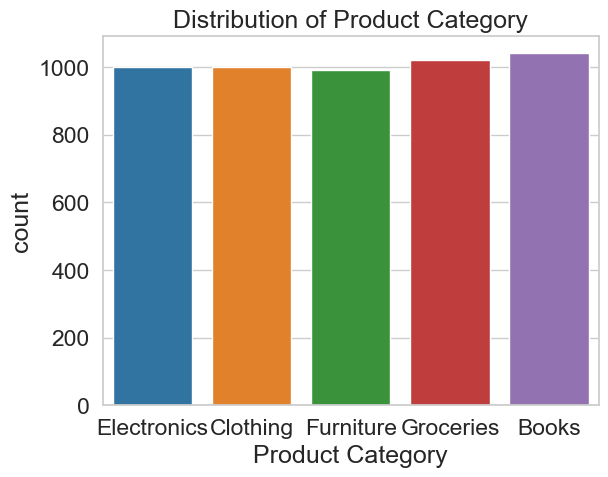 Distribution of Product Category
count
1000
800
600
400
200
0
Electronics Clothing Furniture Groceries Books
Product Category